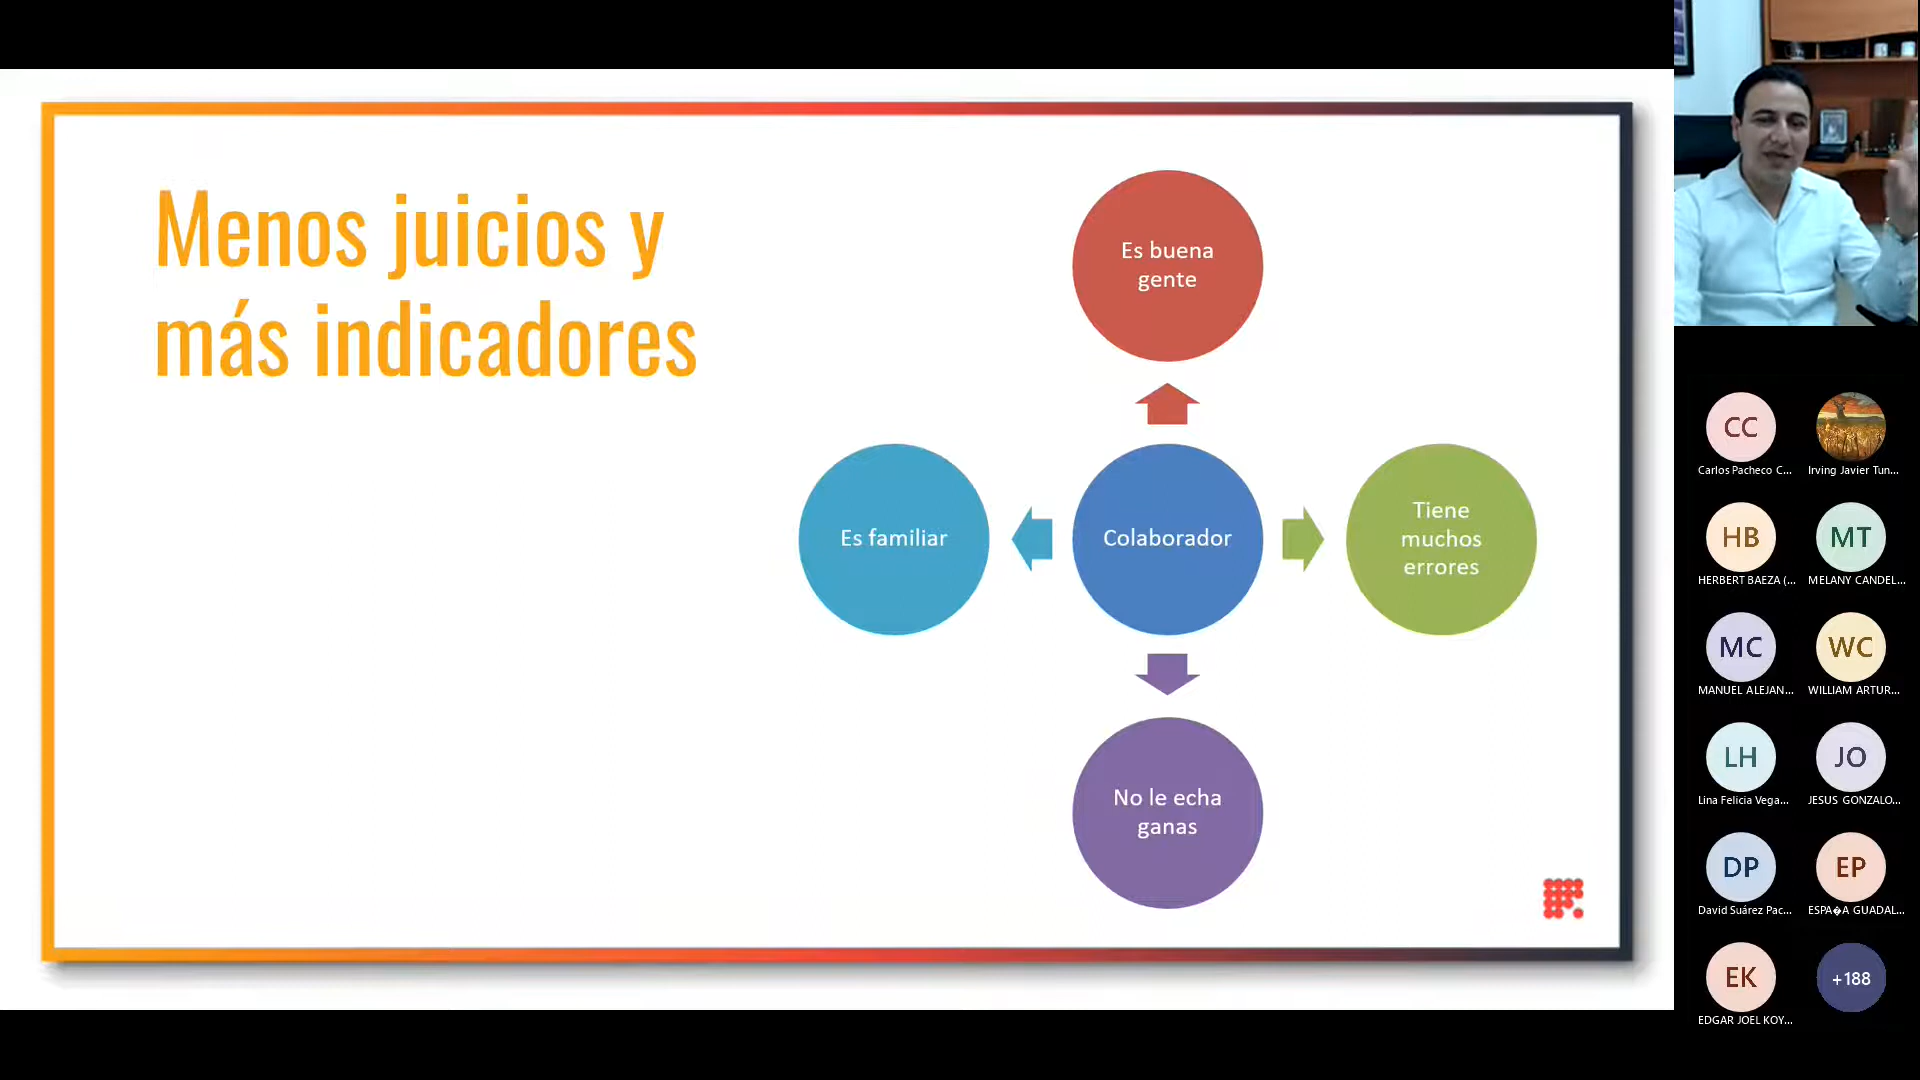 Menos juicios y
más indicadores
Es buena
gente
Es familiar
Colaborador
Tiene
muchos
errores
No le echa
ganas
CC
Carlos Pacheco C...
Irving Javier Tun...
HB
HERBERT BAEZA (...
MT
MELANY CANDEL...
MC
MANUEL ALEJAN...
WC
WILLIAM ARTUR...
LH
Lina Felicia Vega...
JO
JESUS GONZALO...
DP
David Suárez Pac...
EP
ESPA�A GUADAL...
EK
EDGAR JOEL KOY...
+188